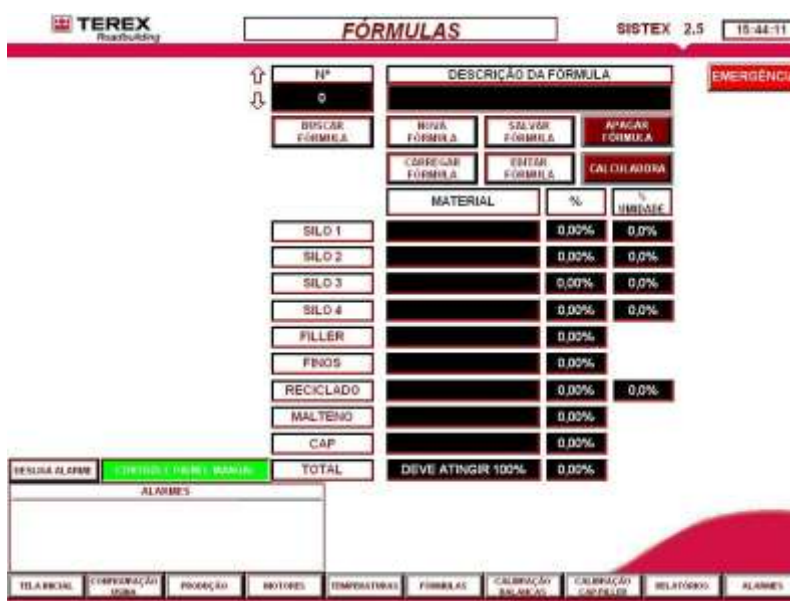 TEREX
Roadbuilding
FÓRMULAS
SISTEX 2.5
15:44:11
Nº
DESCRIÇÃO DA FÓRMULA
EMERGÊNCIA
0
BUSCAR
FÓRMULA
NOVA
FÓRMULA
SALVAR
FÓRMULA
APAGAR
FÓRMULA
CARREGAR
FÓRMULA
EDITAR
FÓRMULA
CALCULADORA
MATERIAL
%
%
UMIDADE
SILO 1 0,00% 0,0%
SILO 2 0,00% 0,0%
SILO 3 0,00% 0,0%
SILO 4 0,00% 0,0%
FILLER 0,00%
FINOS 0,00%
RECICLADO 0,00% 0,0%
MALTENO 0,00%
CAP 0,00%
TOTAL DEVE ATINGIR 100% 0,00%
DESLIGA ALARME
CONTROLE PAINEL MANUAL
ALARMES
TELA INICIAL
CONFIGURAÇÃO
USINA
PRODUÇÃO
MOTORES
TEMPERATURAS
FÓRMULAS
CALIBRAÇÃO
BALANCAS
CALIBRAÇÃO
CAP/FILLER
RELATÓRIOS
ALARMES